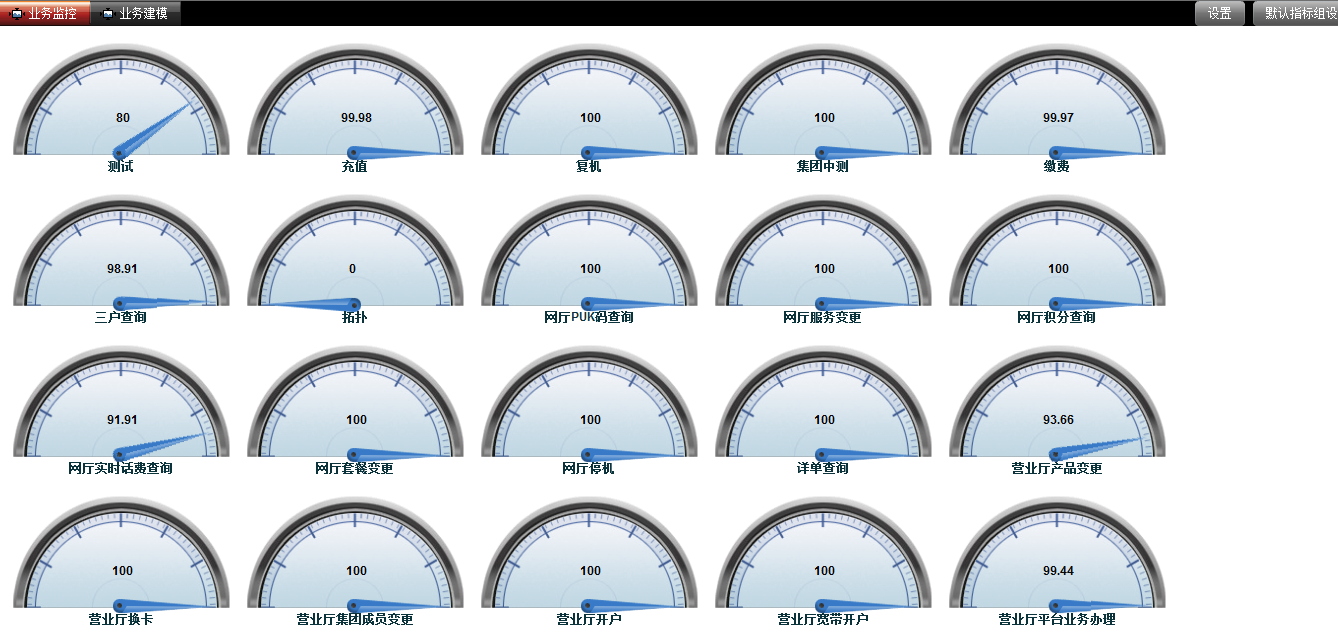 业务监控 业务建模 设置 默认指标组设
80 99.98 100 100 99.97
测试 充值 复机 集团中测 缴费
98.91 0 100 100 100
三户查询 拓扑 网厅PUK码查询 网厅服务变更 网厅积分查询
91.91 100 100 100 93.66
网厅实时话费查询 网厅套餐变更 网厅停机 详单查询 营业厅产品变更
100 100 100 100 99.44
营业厅换卡 营业厅集团成员变更 营业厅开户 营业厅宽带开户 营业厅平台业务办理